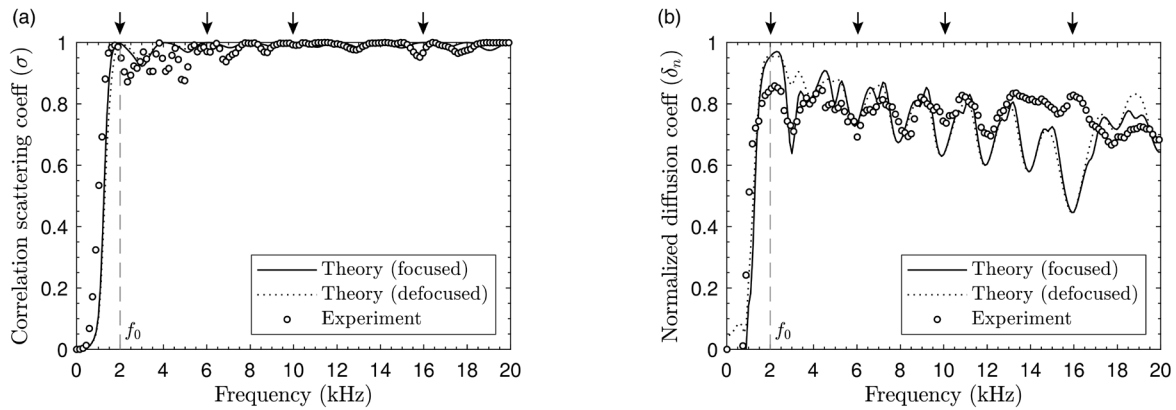 (a)
Correlation scattering coeff (σ)
1
0.8
0.6
0.4
0.2
0
f₀
Theory (focused)
Theory (defocused)
Experiment
0 2 4 6 8 10 12 14 16 18 20
Frequency (kHz)
(b)
Normalized diffusion coeff (δₙ)
1
0.8
0.6
0.4
0.2
0
f₀
Theory (focused)
Theory (defocused)
Experiment
0 2 4 6 8 10 12 14 16 18 20
Frequency (kHz)